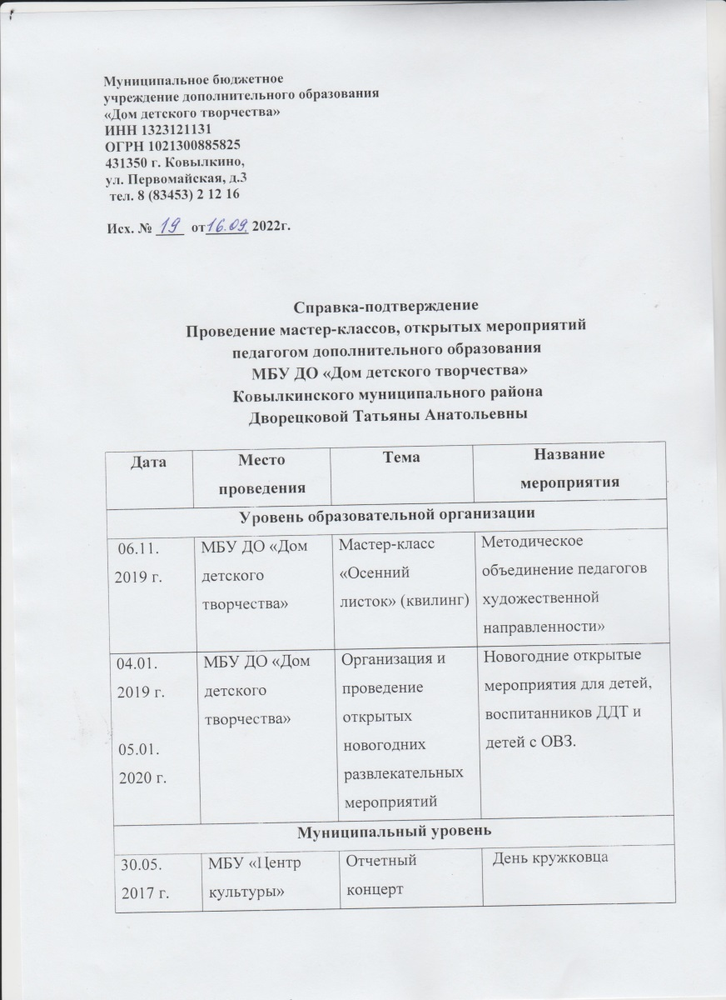 Муниципальное бюджетное
учреждение дополнительного образования
«Дом детского творчества»
ИНН 1323121131
ОГРН 1021300885825
431350 г. Ковылкино,
ул. Первомайская, д.3
тел. 8 (83453) 2 12 16
Исх. № 19 от 16.09. 2022г.
Справка-подтверждение
Проведение мастер-классов, открытых мероприятий
педагогом дополнительного образования
МБУ ДО «Дом детского творчества»
Ковылкинского муниципального района
Дворецковой Татьяны Анатольевны
Дата
Место
проведения
Тема
Название
мероприятия
Уровень образовательной организации
06.11.
2019 г.
МБУ ДО «Дом
детского
творчества»
Мастер-класс
«Осенний
листок» (квилинг)
Методическое
объединение педагогов
художественной
направленности»
04.01.
2019 г.
05.01.
2020 г.
МБУ ДО «Дом
детского
творчества»
Организация и
проведение
открытых
новогодних
развлекательных
мероприятий
Новогодние открытые
мероприятия для детей,
воспитанников ДДТ и
детей с ОВЗ.
Муниципальный уровень
30.05.
2017 г.
МБУ «Центр
культуры»
Отчетный
концерт
День кружковца